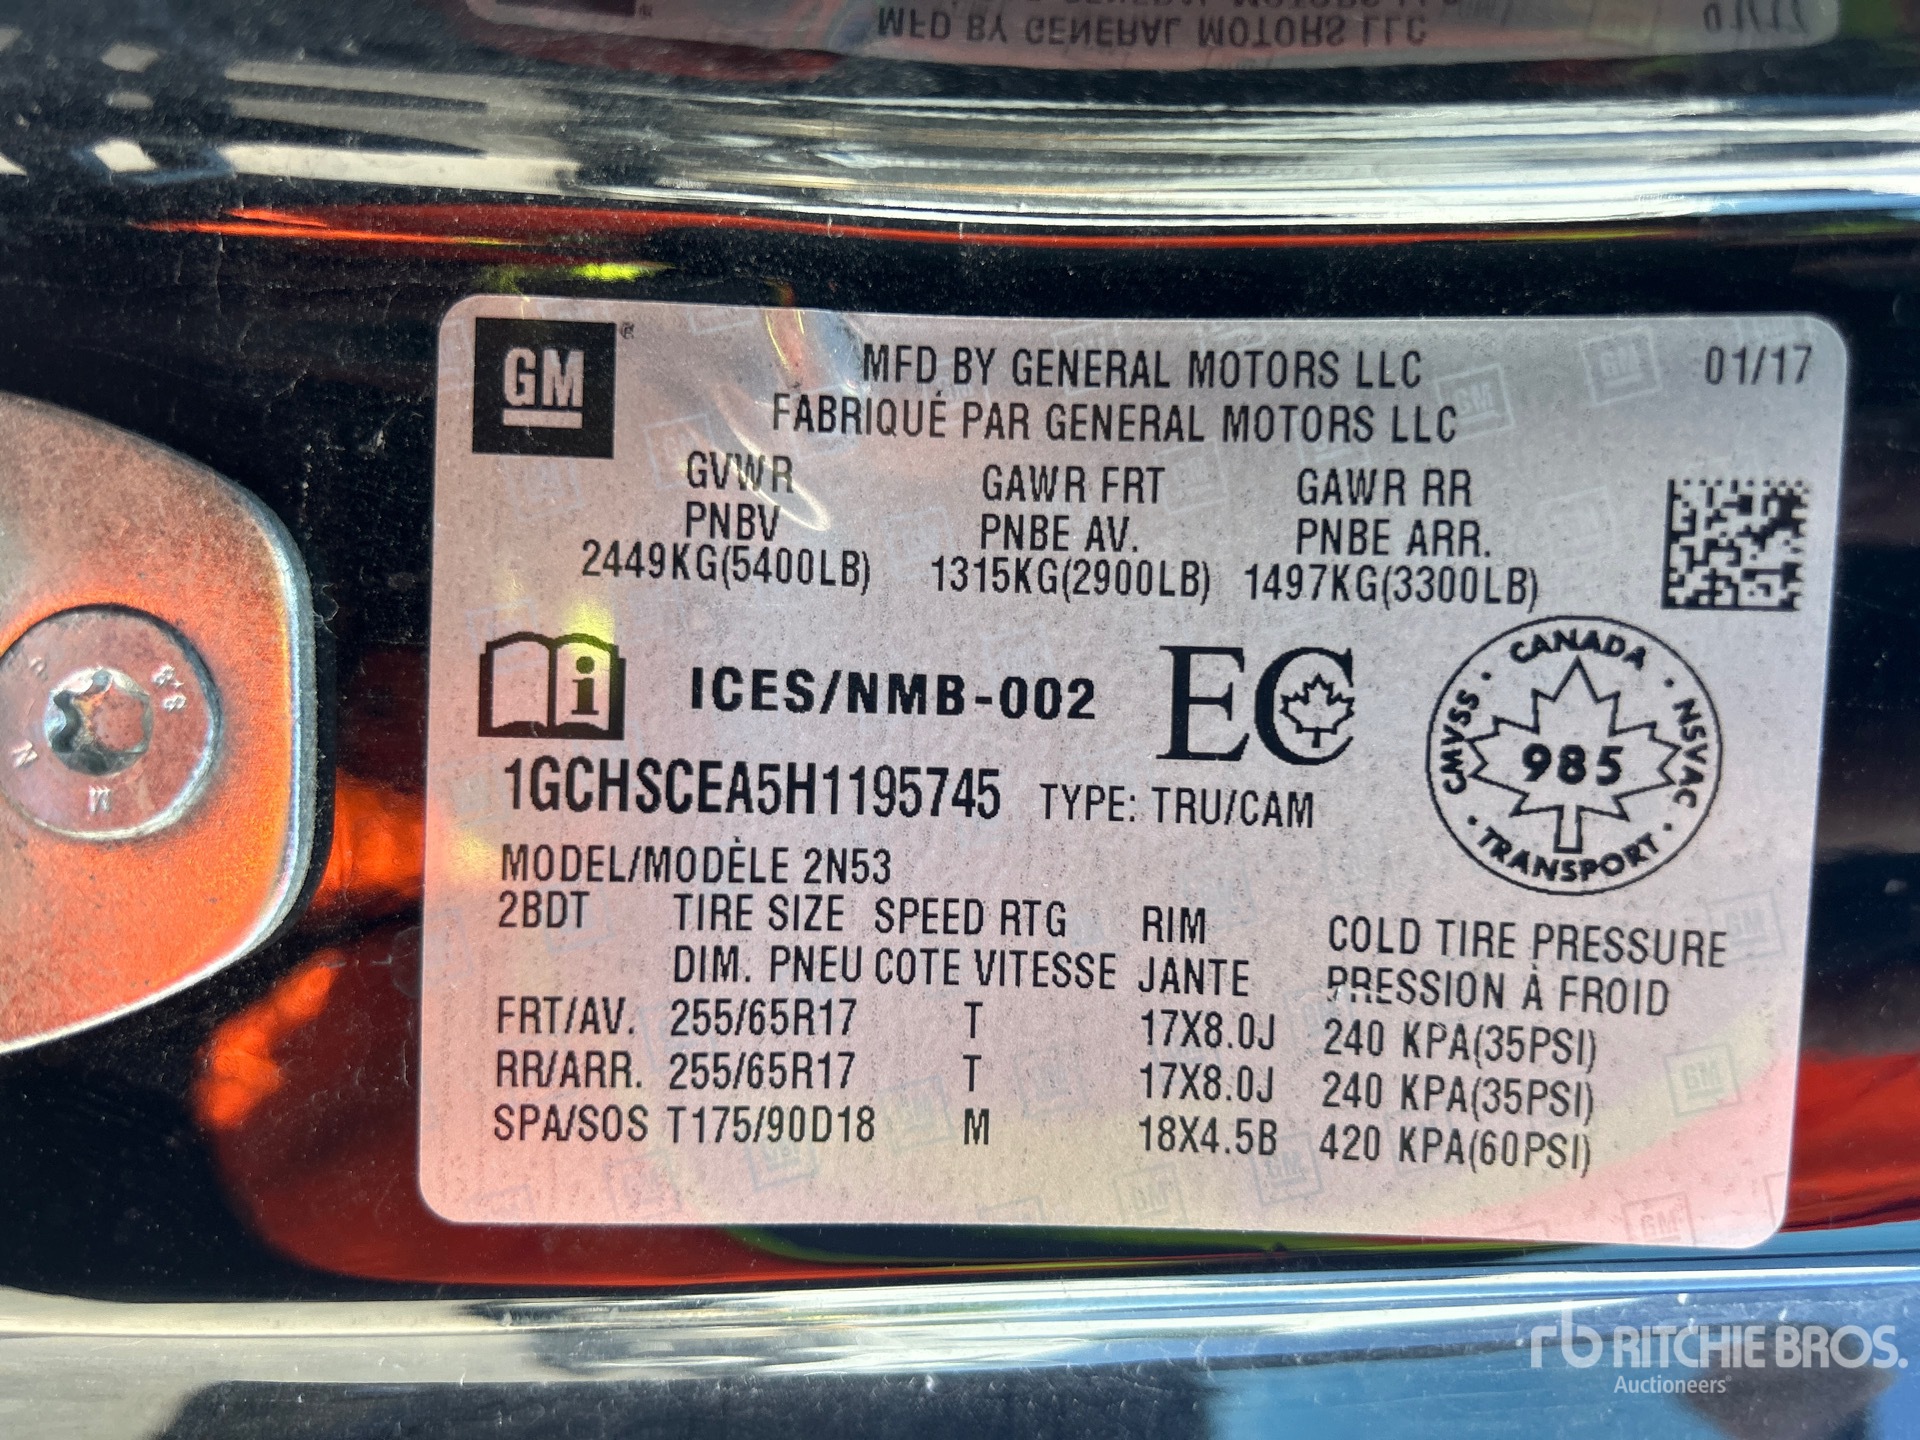 MFD BY GENERAL MOTORS LLC
01/17
GM
MFD BY GENERAL MOTORS LLC 01/17
FABRIQUÉ PAR GENERAL MOTORS LLC
GVWR GAWR FRT GAWR RR
PNBV PNBE AV. PNBE ARR.
2449KG(5400LB) 1315KG(2900LB) 1497KG(3300LB)
i ICES/NMB-002 EC
CANADA
CMVSS · 985 · NSVAC
· TRANSPORT ·
1GCHSCEA5H1195745 TYPE: TRU/CAM
MODEL/MODÈLE 2N53
2BDT TIRE SIZE SPEED RTG RIM COLD TIRE PRESSURE
DIM. PNEU COTE VITESSE JANTE PRESSION À FROID
FRT/AV. 255/65R17 T 17X8.0J 240 KPA(35PSI)
RR/ARR. 255/65R17 T 17X8.0J 240 KPA(35PSI)
SPA/SOS T175/90D18 M 18X4.5B 420 KPA(60PSI)
rb RITCHIE BROS.
Auctioneers